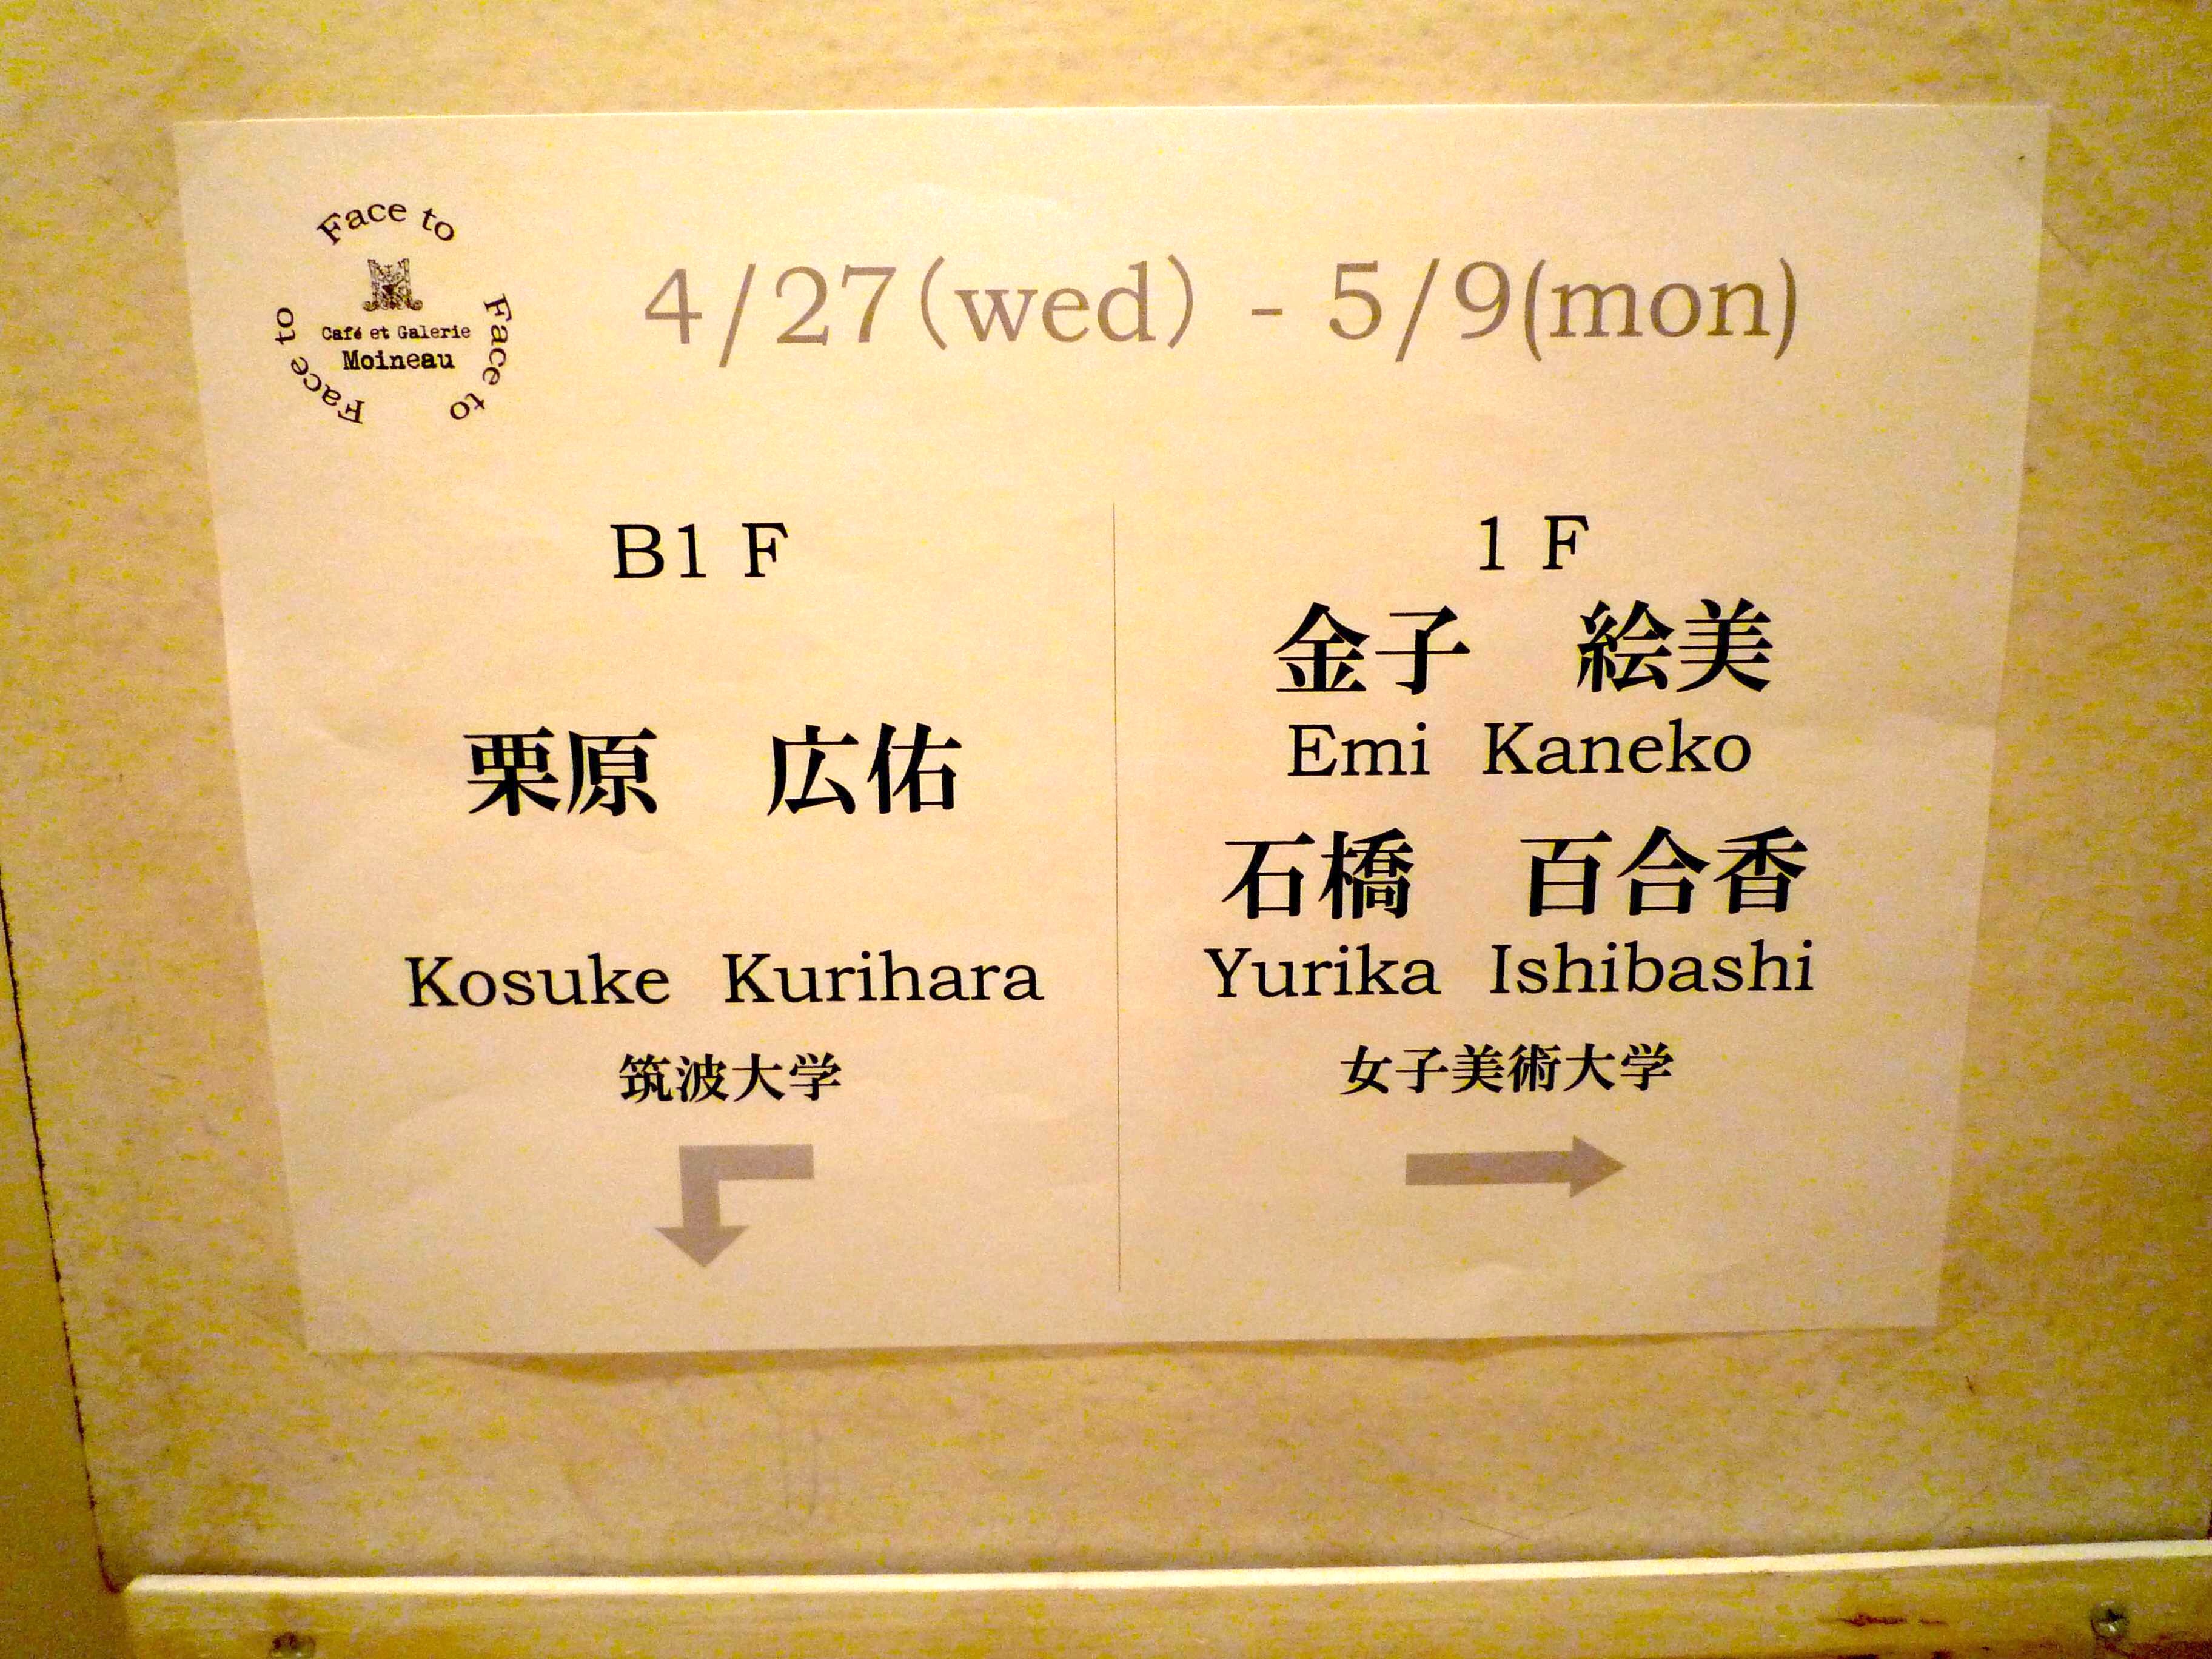 Face to
Face to
Face to
Café et Galerie
Moineau
4/27(wed) - 5/9(mon)
B1 F
栗原　広佑
Kosuke Kurihara
筑波大学
1 F
金子　絵美
Emi Kaneko
石橋　百合香
Yurika Ishibashi
女子美術大学